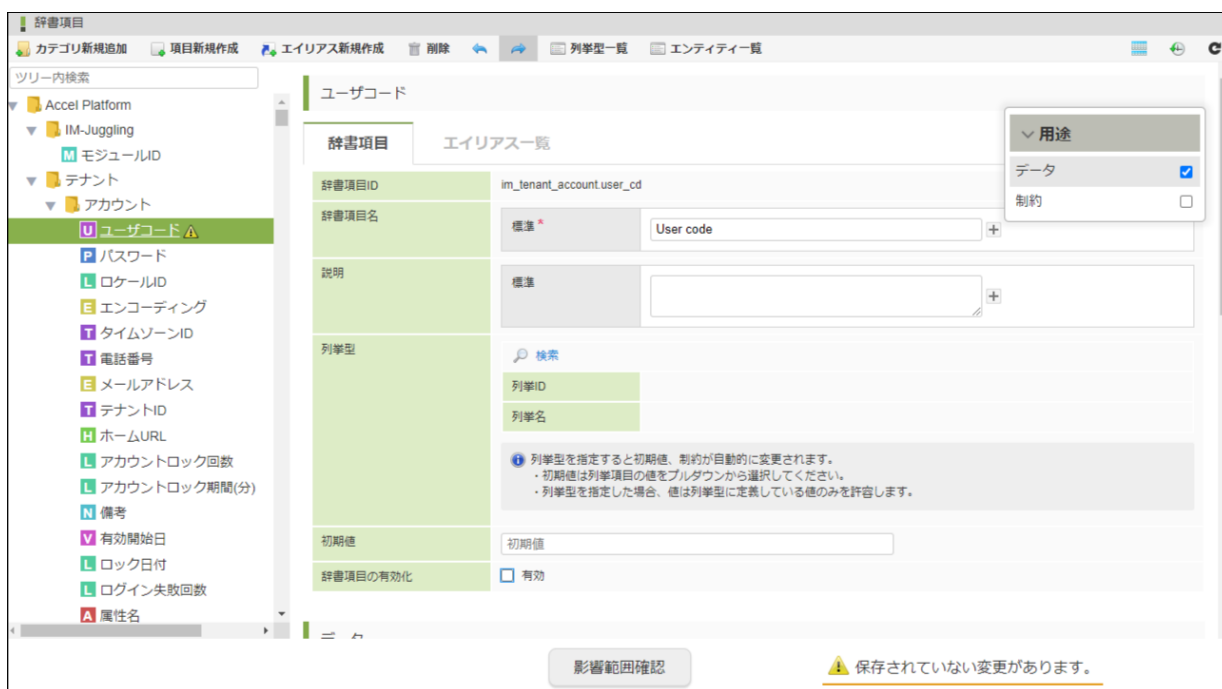 辞書項目
カテゴリ新規追加 項目新規作成 エイリアス新規作成 削除 列挙型一覧 エンティティ一覧
ツリー内検索
Accel Platform
IM-Juggling
M モジュールID
テナント
アカウント
U ユーザコード
P パスワード
L ロケールID
E エンコーディング
T タイムゾーンID
T 電話番号
E メールアドレス
T テナントID
H ホームURL
L アカウントロック回数
L アカウントロック期間(分)
N 備考
V 有効開始日
L ロック日付
L ログイン失敗回数
A 属性名
ユーザコード
辞書項目 エイリアス一覧
辞書項目ID im_tenant_account.user_cd
辞書項目名 標準* User code
説明 標準
列挙型 検索
列挙ID
列挙名
列挙型を指定すると初期値、制約が自動的に変更されます。
・初期値は列挙項目の値をプルダウンから選択してください。
・列挙型を指定した場合、値は列挙型に定義している値のみを許容します。
初期値 初期値
辞書項目の有効化 有効
用途
データ
制約
影響範囲確認
保存されていない変更があります。